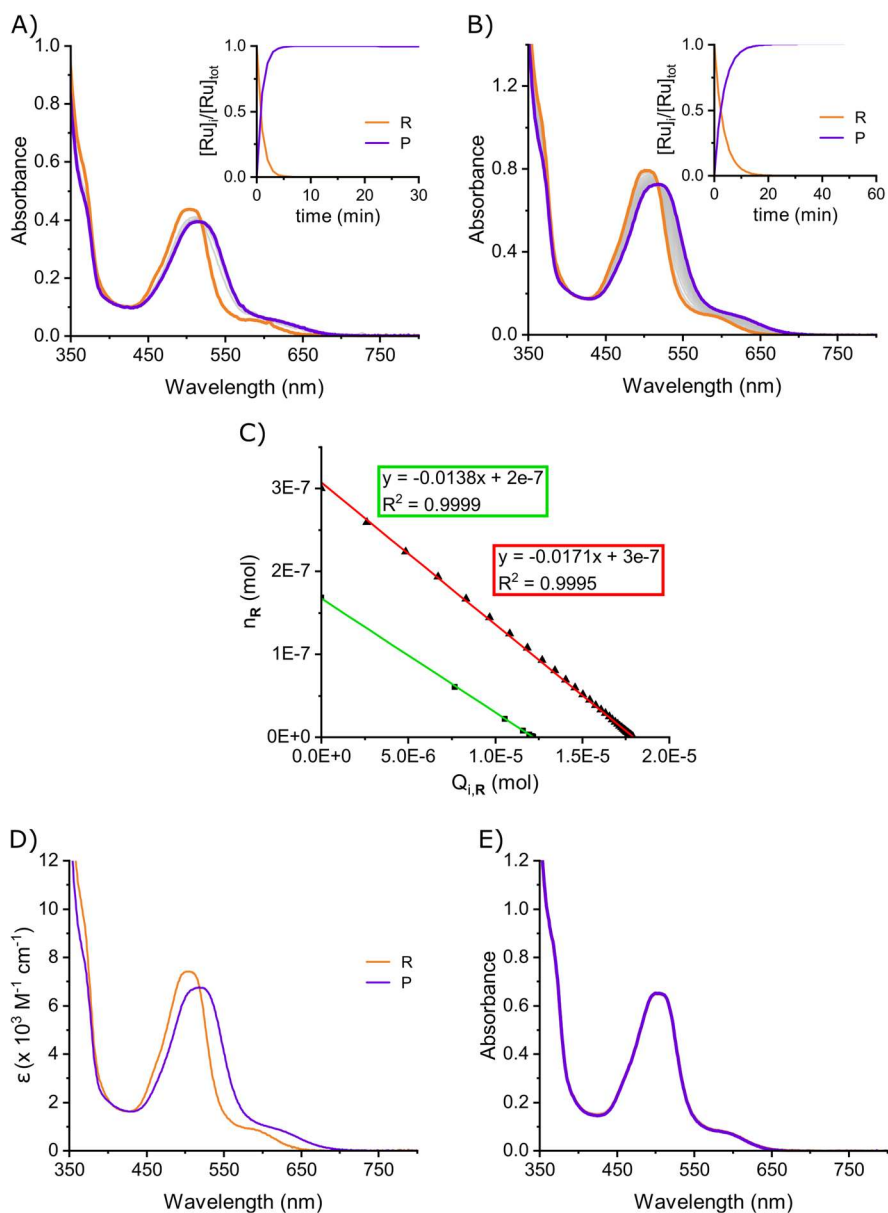 A)
1.0
0.8
0.6
0.4
0.2
0.0
350
450
550
650
750
Absorbance
Wavelength (nm)
1.0
0.5
0.0
0
10
20
30
[Ru]i/[Ru]tot
time (min)
R
P
B)
1.2
0.8
0.4
0.0
350
450
550
650
750
Absorbance
Wavelength (nm)
1.0
0.5
0.0
0
20
40
60
[Ru]i/[Ru]tot
time (min)
R
P
C)
3E-7
2E-7
1E-7
0E+0
0.0E+0
5.0E-6
1.0E-5
1.5E-5
2.0E-5
nR (mol)
Qi,R (mol)
y = -0.0138x + 2e-7
R² = 0.9999
y = -0.0171x + 3e-7
R² = 0.9995
D)
12
10
8
6
4
2
0
350
450
550
650
750
ε (x 10³ M⁻¹ cm⁻¹)
Wavelength (nm)
R
P
E)
1.2
1.0
0.8
0.6
0.4
0.2
0.0
350
450
550
650
750
Absorbance
Wavelength (nm)